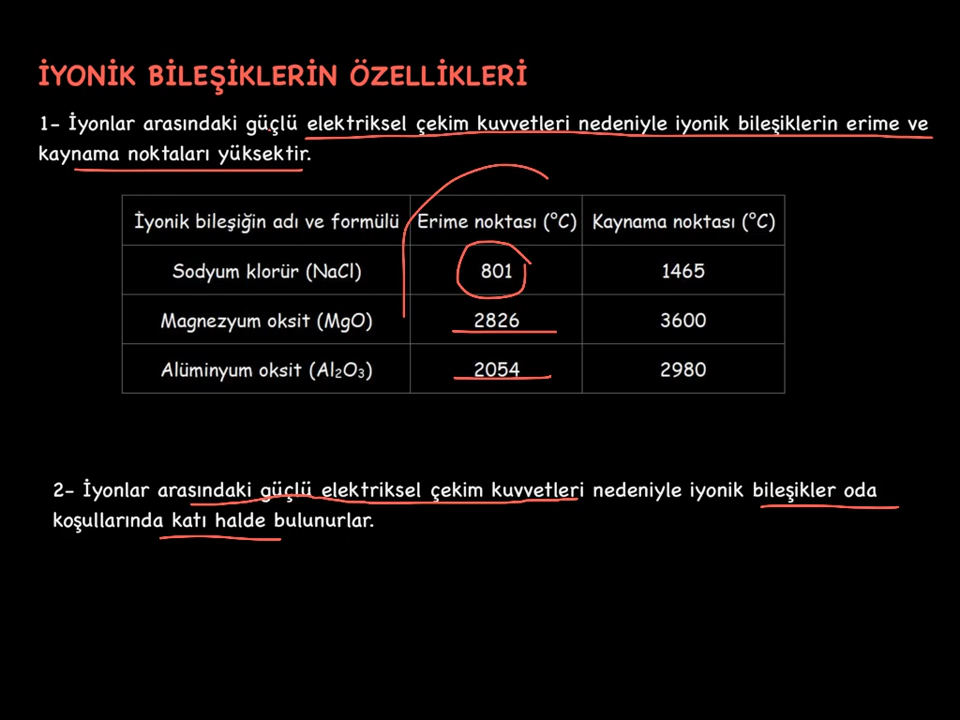 İYONİK BİLEŞİKLERİN ÖZELLİKLERİ
1- İyonlar arasındaki güçlü elektriksel çekim kuvvetleri nedeniyle iyonik bileşiklerin erime ve
kaynama noktaları yüksektir.
İyonik bileşiğin adı ve formülü Erime noktası (°C) Kaynama noktası (°C)
Sodyum klorür (NaCl) 801 1465
Magnezyum oksit (MgO) 2826 3600
Alüminyum oksit (Al₂O₃) 2054 2980
2- İyonlar arasındaki güçlü elektriksel çekim kuvvetleri nedeniyle iyonik bileşikler oda
koşullarında katı halde bulunurlar.